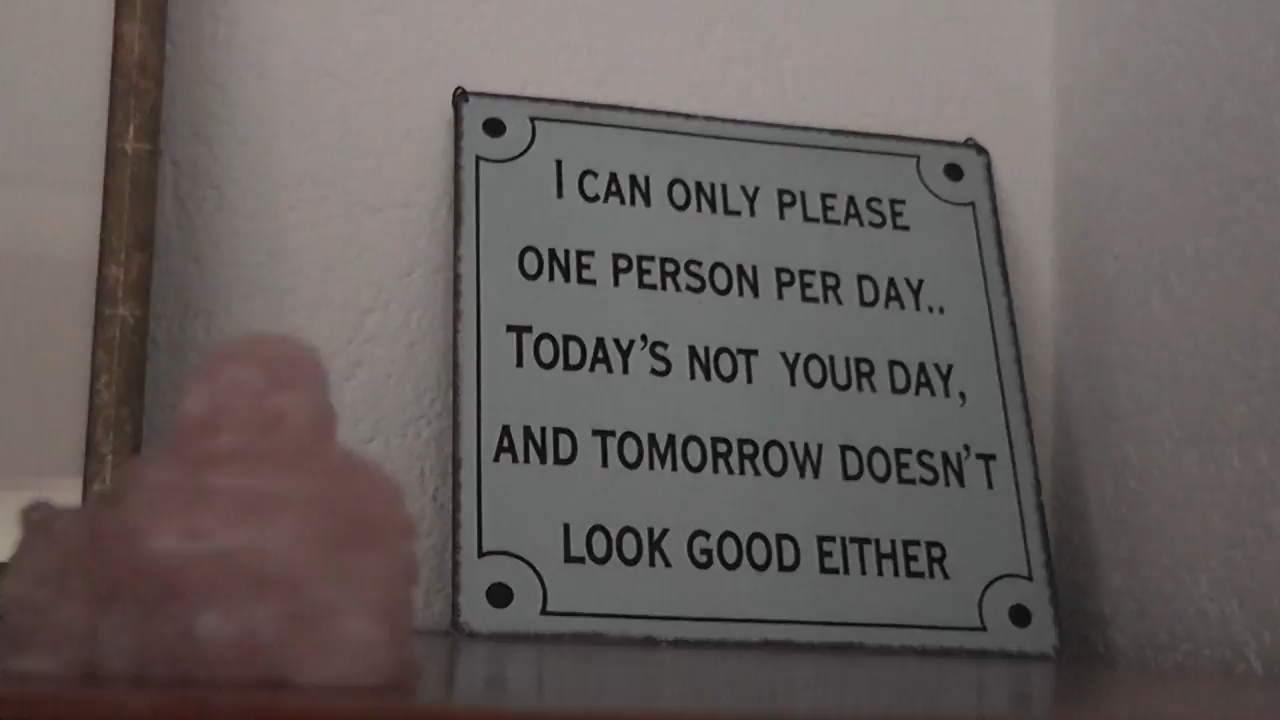 I CAN ONLY PLEASE
ONE PERSON PER DAY..
TODAY'S NOT YOUR DAY,
AND TOMORROW DOESN'T
LOOK GOOD EITHER